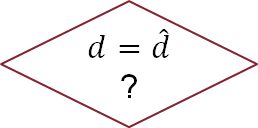 d = d̂
?